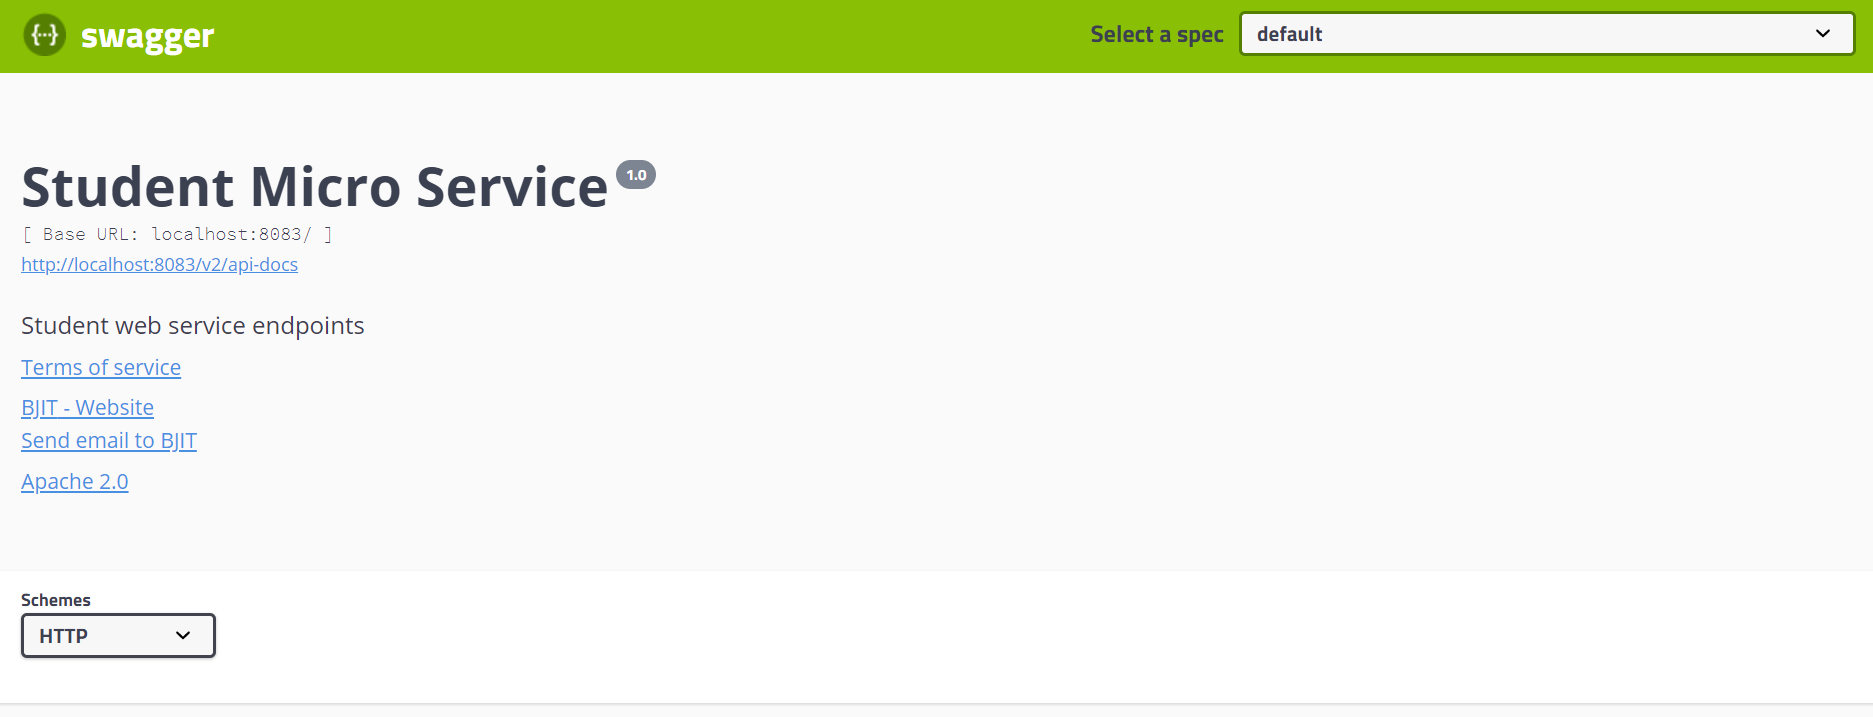 {···} swagger
Select a spec default
Student Micro Service 1.0
[ Base URL: localhost:8083/ ]
http://localhost:8083/v2/api-docs
Student web service endpoints
Terms of service
BJIT - Website
Send email to BJIT
Apache 2.0
Schemes
HTTP